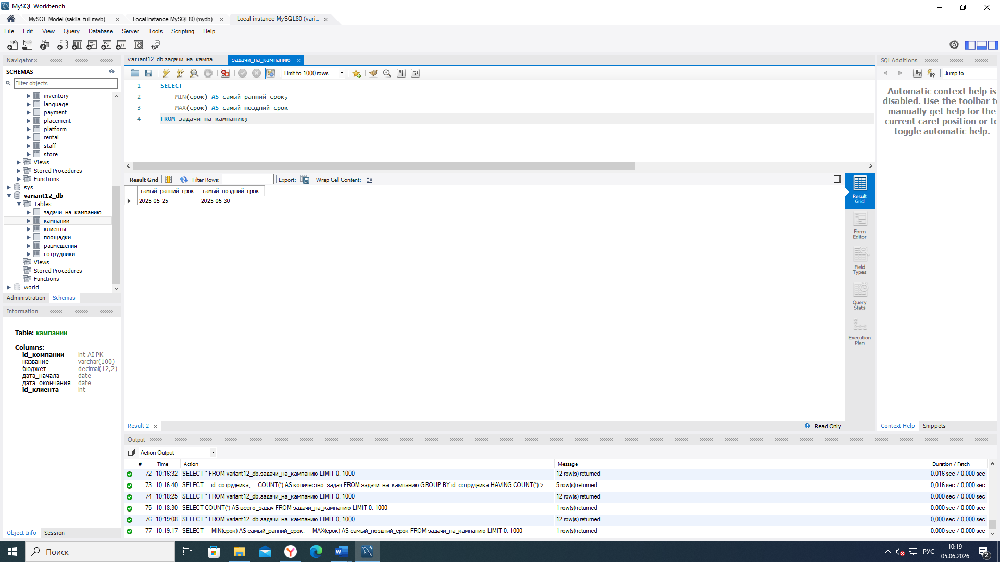 MySQL Workbench
MySQL Model (sakila_full.mwb)
Local instance MySQL80 (mydb)
Local instance MySQL80 (vari...
File Edit View Query Database Server Tools Scripting Help
Navigator
SCHEMAS
Filter objects
inventory
language
payment
placement
platform
rental
staff
store
Views
Stored Procedures
Functions
sys
variant12_db
Tables
задачи_на_кампанию
кампании
клиенты
площадки
размещения
сотрудники
Views
Stored Procedures
Functions
world
Administration Schemas
Information
Table: кампании
Columns:
id_компании int AI PK
название varchar(100)
бюджет decimal(12,2)
дата_начала date
дата_окончания date
id_клиента int
Object Info Session
variant12_db.задачи_на_кампа...
задачи_на_кампанию
Limit to 1000 rows
1 SELECT
2 MIN(срок) AS самый_ранний_срок,
3 MAX(срок) AS самый_поздний_срок
4 FROM задачи_на_кампанию;
Result Grid Filter Rows: Export: Wrap Cell Content:
самый_ранний_срок самый_поздний_срок
2025-05-25 2025-06-30
Result Grid
Form Editor
Field Types
Query Stats
Execution Plan
Result 2
Read Only
SQLAdditions
Jump to
Automatic context help is
disabled. Use the toolbar t
manually get help for the
current caret position or to
toggle automatic help.
Context Help Snippets
Output
Action Output
# Time Action Message Duration / Fetch
72 10:16:32 SELECT * FROM variant12_db.задачи_на_кампанию LIMIT 0, 1000 12 row(s) returned 0,016 sec / 0,000 sec
73 10:16:40 SELECT id_сотрудника, COUNT(*) AS количество_задач FROM задачи_на_кампанию GROUP BY id_сотрудника HAVING COUNT(*) > ... 5 row(s) returned 0,016 sec / 0,000 sec
74 10:18:25 SELECT * FROM variant12_db.задачи_на_кампанию LIMIT 0, 1000 12 row(s) returned 0,000 sec / 0,000 sec
75 10:18:30 SELECT COUNT(*) AS всего_задач FROM задачи_на_кампанию LIMIT 0, 1000 1 row(s) returned 0,000 sec / 0,000 sec
76 10:19:08 SELECT * FROM variant12_db.задачи_на_кампанию LIMIT 0, 1000 12 row(s) returned 0,000 sec / 0,000 sec
77 10:19:17 SELECT MIN(срок) AS самый_ранний_срок, MAX(срок) AS самый_поздний_срок FROM задачи_на_кампанию LIMIT 0, 1000 1 row(s) returned 0,000 sec / 0,000 sec
Поиск
РУС
10:19
05.06.2026
2